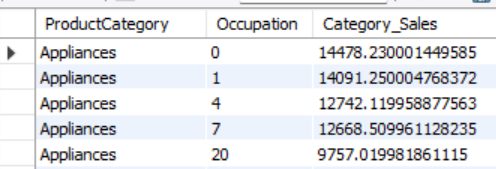 ProductCategory Occupation Category_Sales
Appliances 0 14478.230001449585
Appliances 1 14091.250004768372
Appliances 4 12742.119958877563
Appliances 7 12668.509961128235
Appliances 20 9757.019981861115